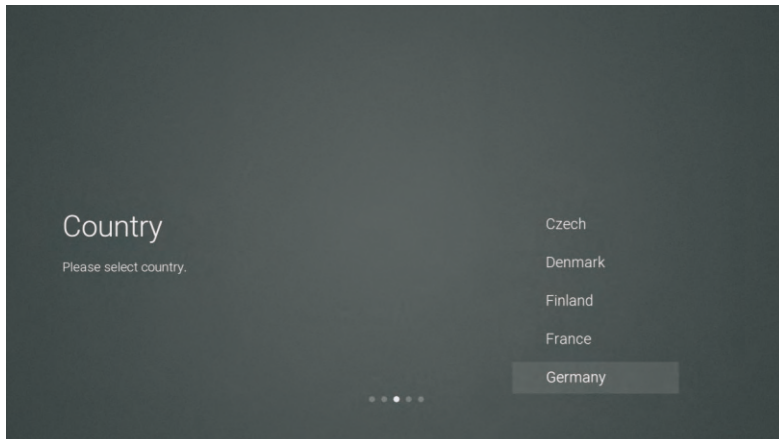 Country
Please select country.
Czech
Denmark
Finland
France
Germany